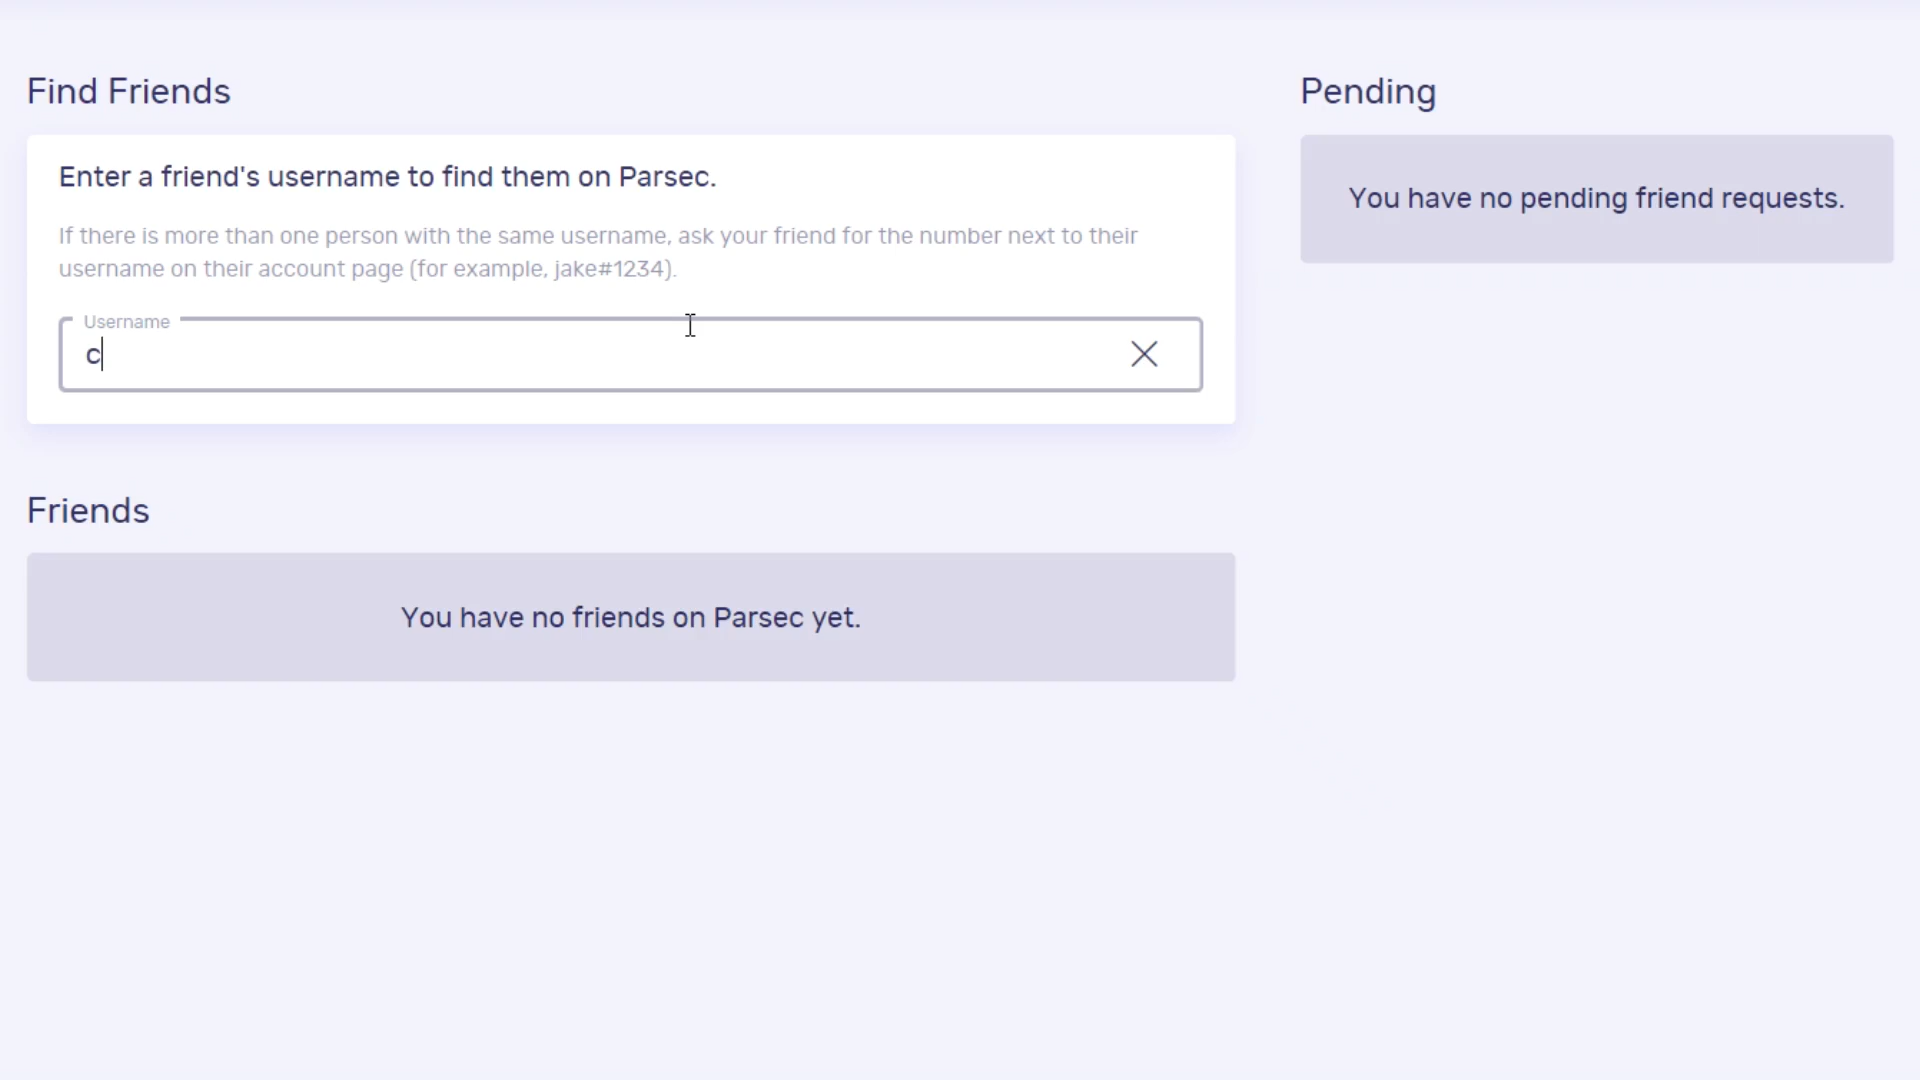 Find Friends
Enter a friend's username to find them on Parsec.
If there is more than one person with the same username, ask your friend for the number next to their
username on their account page (for example, jake#1234).
Username
c
Friends
You have no friends on Parsec yet.
Pending
You have no pending friend requests.